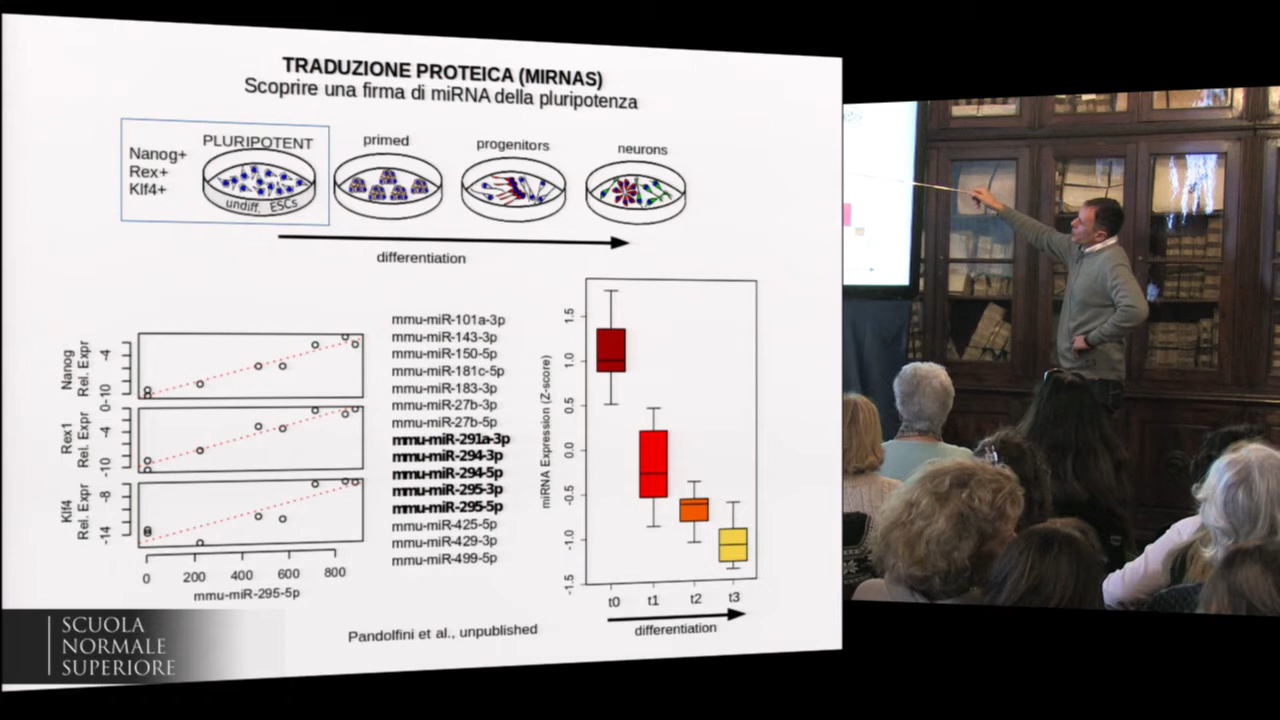 TRADUZIONE PROTEICA (MIRNAS)
Scoprire una firma di miRNA della pluripotenza
Nanog+
Rex+
Klf4+
PLURIPOTENT
undiff. ESCs
primed
progenitors
neurons
differentiation
Nanog
Rel. Expr
-4
-10
Rex1
Rel. Expr
0
-4
-10
Klf4
Rel. Expr
-8
-14
0 200 400 600 800
mmu-miR-295-5p
mmu-miR-101a-3p
mmu-miR-143-3p
mmu-miR-150-5p
mmu-miR-181c-5p
mmu-miR-183-3p
mmu-miR-27b-3p
mmu-miR-27b-5p
mmu-miR-291a-3p
mmu-miR-294-3p
mmu-miR-294-5p
mmu-miR-295-3p
mmu-miR-295-5p
mmu-miR-425-5p
mmu-miR-429-3p
mmu-miR-499-5p
miRNA Expression (Z-score)
1.5
1.0
0.5
0.0
-0.5
-1.0
-1.5
t0 t1 t2 t3
differentiation
Pandolfini et al., unpublished
SCUOLA
NORMALE
SUPERIORE